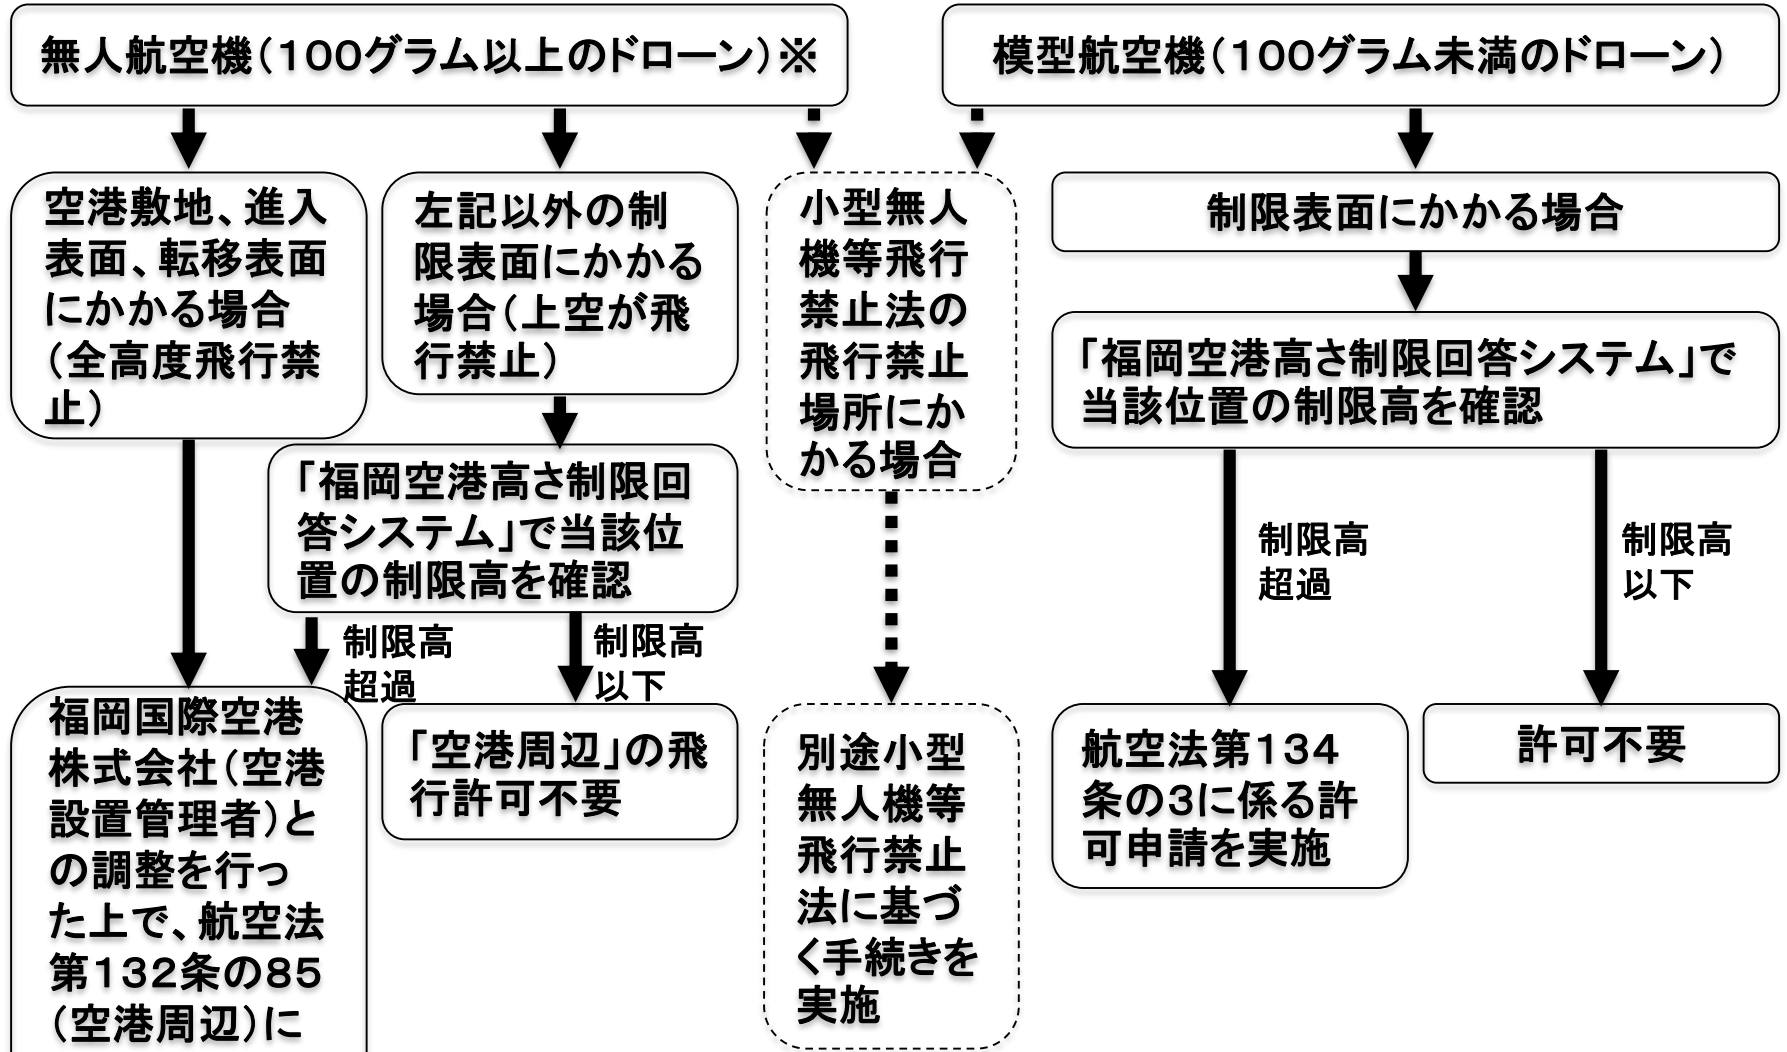 無人航空機（１００グラム以上のドローン）※
模型航空機（１００グラム未満のドローン）
空港敷地、進入
表面、転移表面
にかかる場合
（全高度飛行禁
止）
左記以外の制
限表面にかかる
場合（上空が飛
行禁止）
小型無人
機等飛行
禁止法の
飛行禁止
場所にか
かる場合
制限表面にかかる場合
「福岡空港高さ制限回答システム」で
当該位置の制限高を確認
「福岡空港高さ制限回
答システム」で当該位
置の制限高を確認
制限高
超過
制限高
以下
制限高
超過
制限高
以下
福岡国際空港
株式会社（空港
設置管理者）と
の調整を行っ
た上で、航空法
第１３２条の８５
（空港周辺）に
「空港周辺」の飛
行許可不要
別途小型
無人機等
飛行禁止
法に基づ
く手続きを
実施
航空法第１３４
条の３に係る許
可申請を実施
許可不要